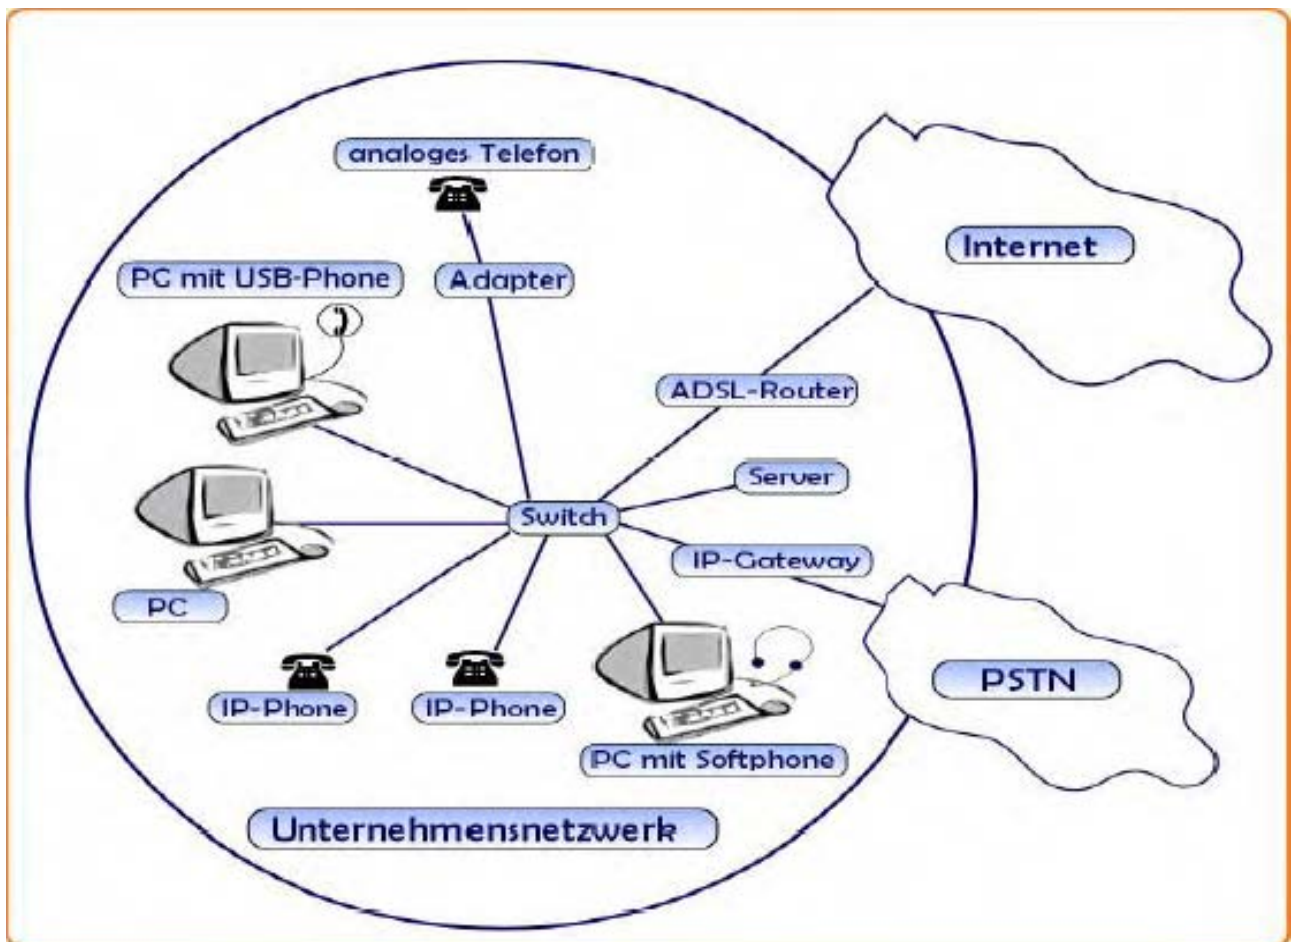 analoges Telefon
Internet
PC mit USB-Phone
Adapter
ADSL-Router
Server
Switch
IP-Gateway
PC
IP-Phone
IP-Phone
PSTN
PC mit Softphone
Unternehmensnetzwerk